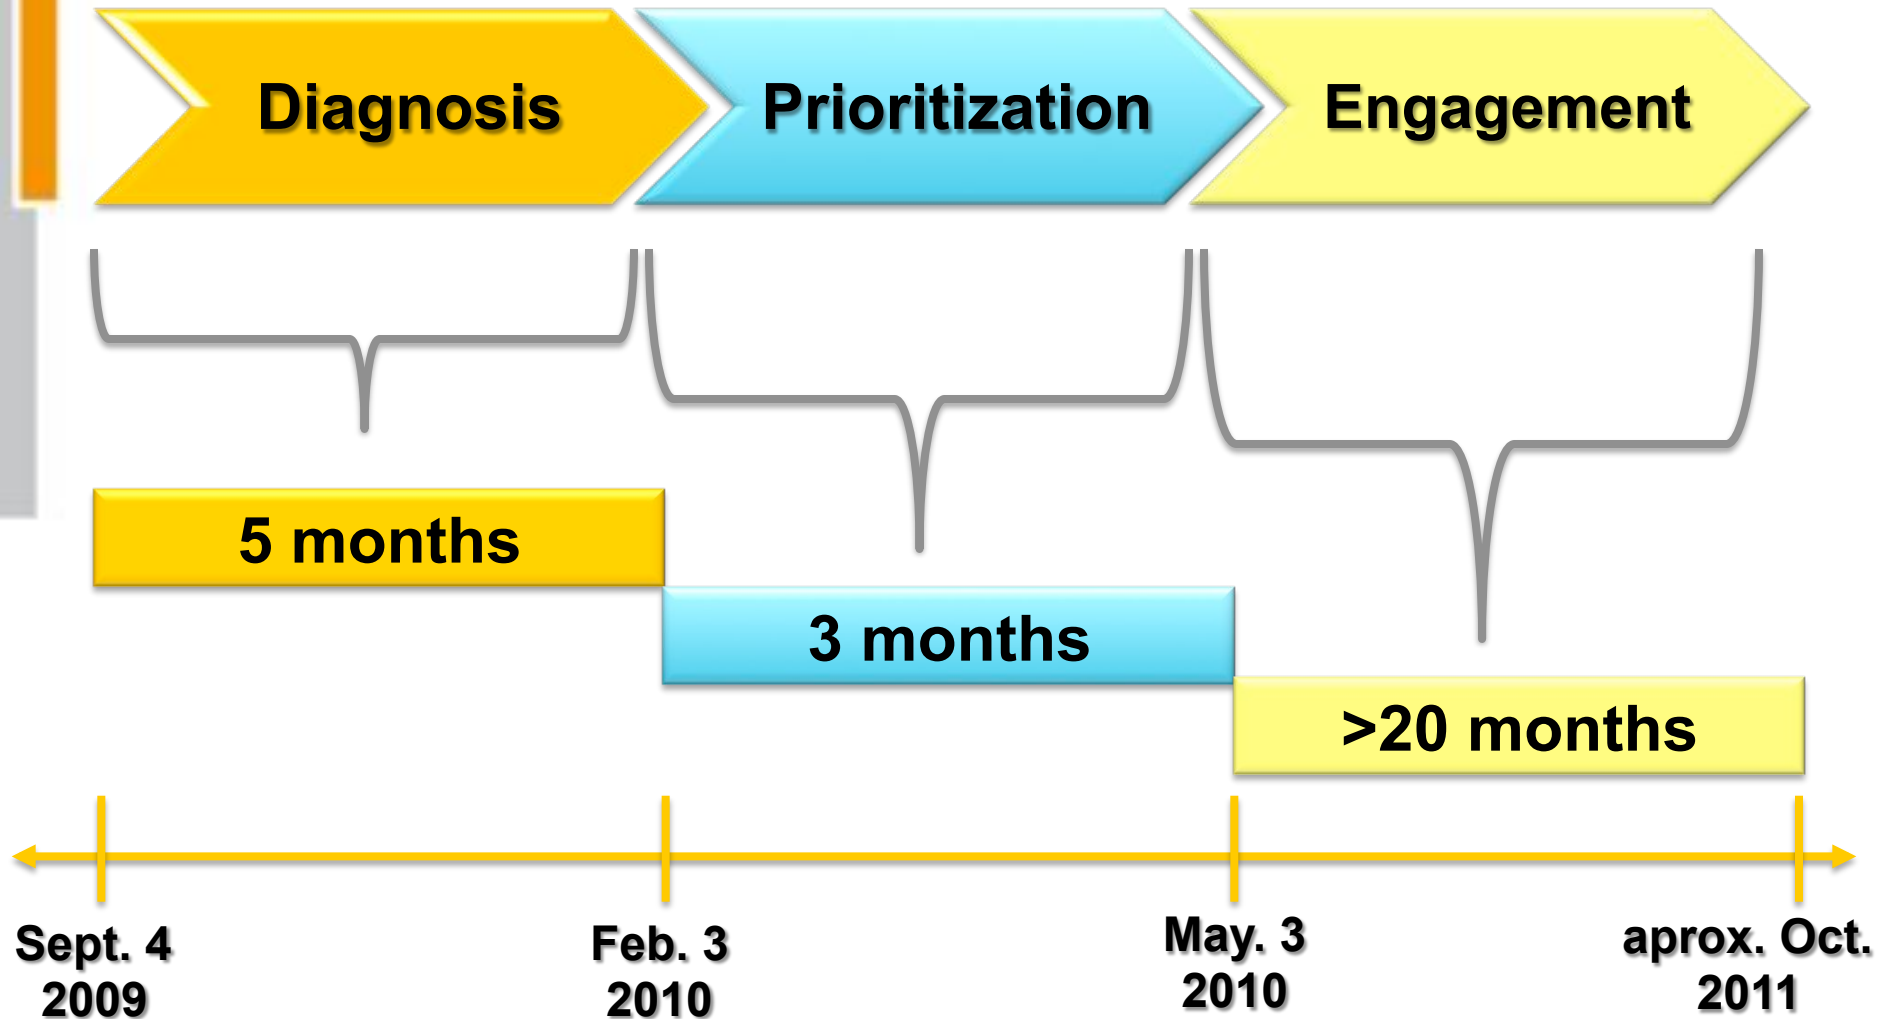 Diagnosis
Prioritization
Engagement
5 months
3 months
>20 months
Sept. 4
2009
Feb. 3
2010
May. 3
2010
aprox. Oct.
2011